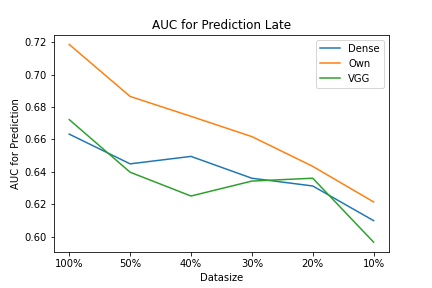 AUC for Prediction Late
Dense
Own
VGG
AUC for Prediction
0.72
0.70
0.68
0.66
0.64
0.62
0.60
100% 50% 40% 30% 20% 10%
Datasize